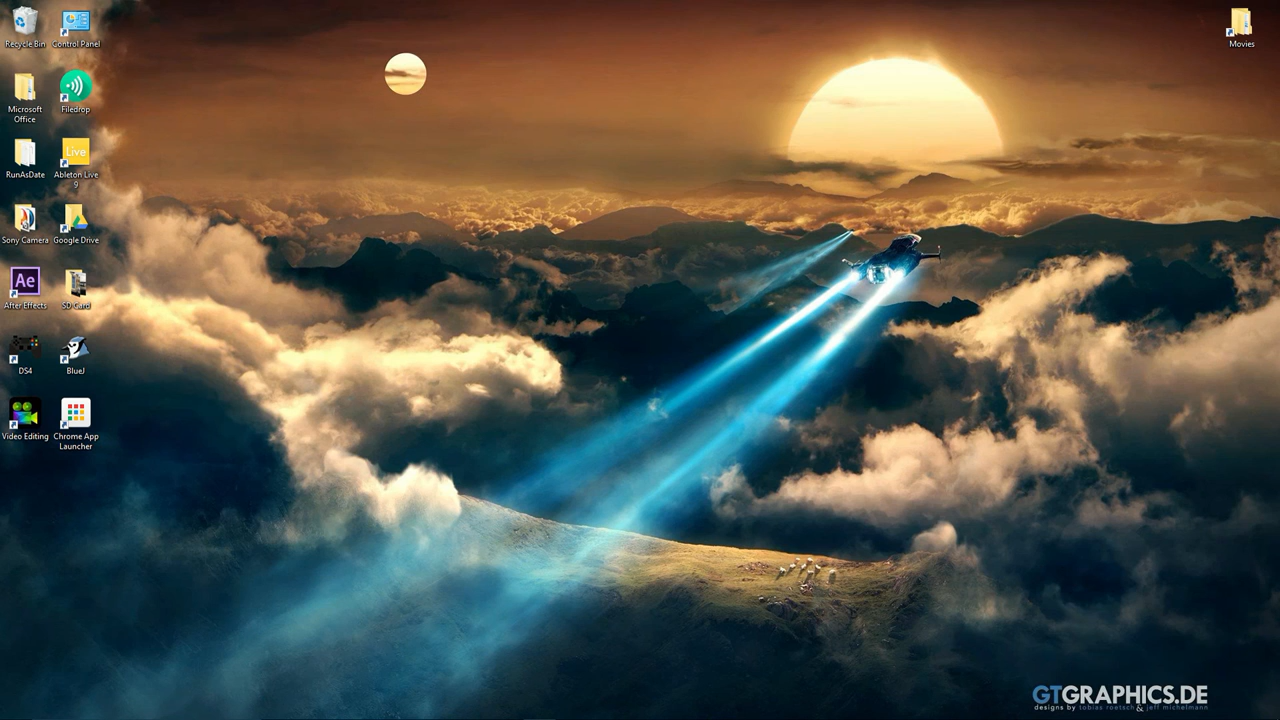 Recycle Bin
Control Panel
Movies
Microsoft
Office
Filedrop
RunAsDate
Live
Ableton Live
9
Sony Camera
Google Drive
Ae
After Effects
SD Card
DS4
BlueJ
Video Editing
Chrome App
Launcher
GTGRAPHICS.DE
designs by tobias roetsch & jeff michelmann